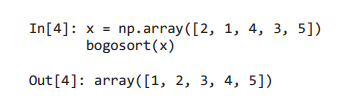 In[4]: x = np.array([2, 1, 4, 3, 5])
bogosort(x)
Out[4]: array([1, 2, 3, 4, 5])